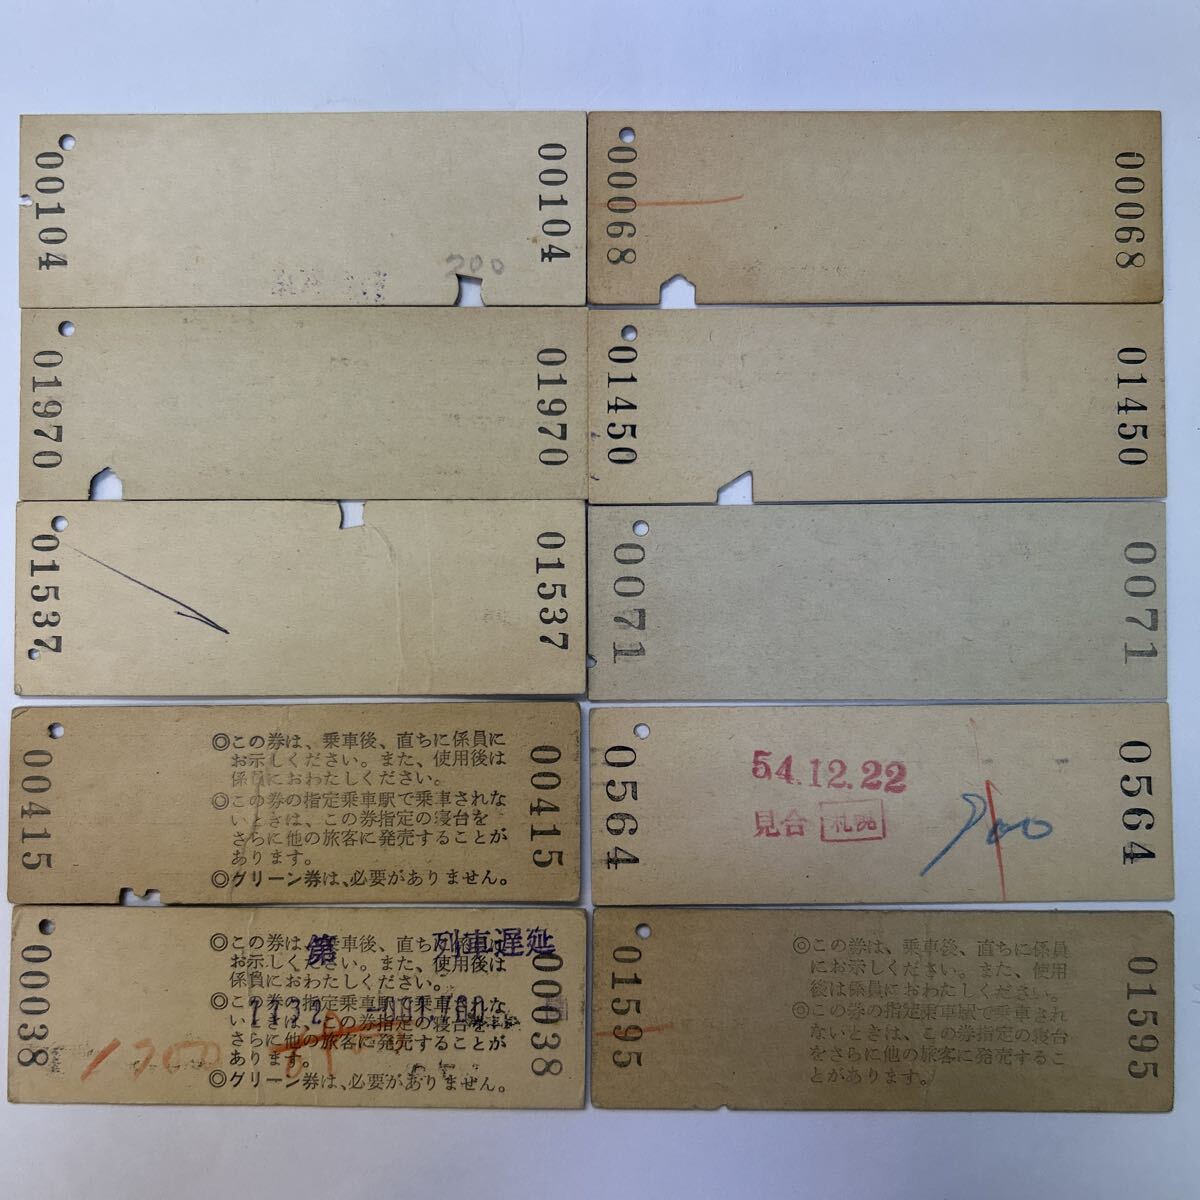 00104
00104
200
00068
00068
01970
01970
01450
01450
01537
01537
0071
0071
00415
◎この券は、乗車後、直ちに係員に
お示しください。また、使用後は
係員におわたしください。
◎この券の指定乗車駅で乗車されな
いときは、この券指定の寝台を
さらに他の旅客に発売することが
あります。
◎グリーン券は、必要がありません。
00415
0564
54.12.22
見合 札幌
700
0564
00038
第 列車遅延
◎この券は、乗車後、直ちに係員に
お示しください。また、使用後は
係員におわたしください。
◎この券の指定乗車駅で乗車されな
いときは、この券指定の寝台を
さらに他の旅客に発売することが
あります。
◎グリーン券は、必要がありません。
1700
00038
01595
◎この券は、乗車後、直ちに係員
にお示しください。また、使用
後は係員におわたしください。
◎この券の指定乗車駅で乗車され
ないときは、この券指定の寝台
をさらに他の旅客に発売するこ
とがあります。
01595